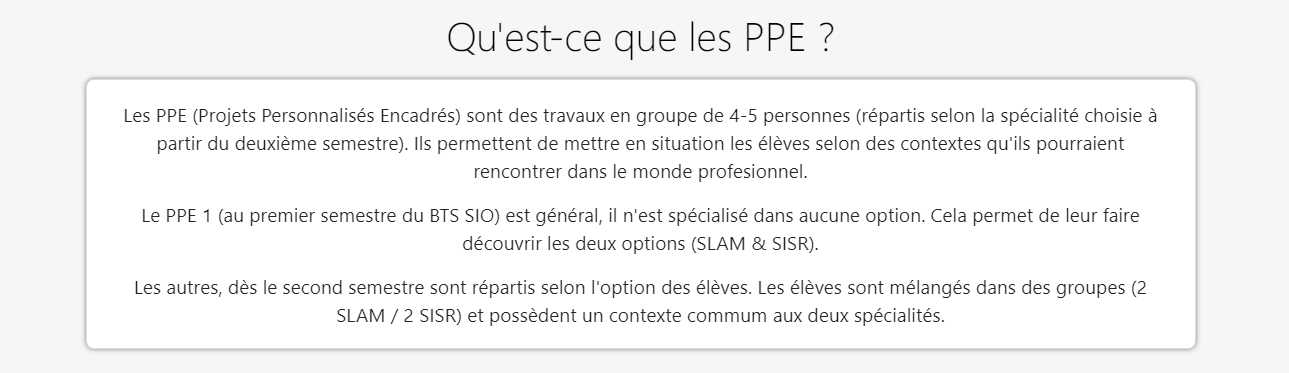 Qu'est-ce que les PPE ?
Les PPE (Projets Personnalisés Encadrés) sont des travaux en groupe de 4-5 personnes (répartis selon la spécialité choisie à
partir du deuxième semestre). Ils permettent de mettre en situation les élèves selon des contextes qu'ils pourraient
rencontrer dans le monde profesionnel.
Le PPE 1 (au premier semestre du BTS SIO) est général, il n'est spécialisé dans aucune option. Cela permet de leur faire
découvrir les deux options (SLAM & SISR).
Les autres, dès le second semestre sont répartis selon l'option des élèves. Les élèves sont mélangés dans des groupes (2
SLAM / 2 SISR) et possèdent un contexte commum aux deux spécialités.